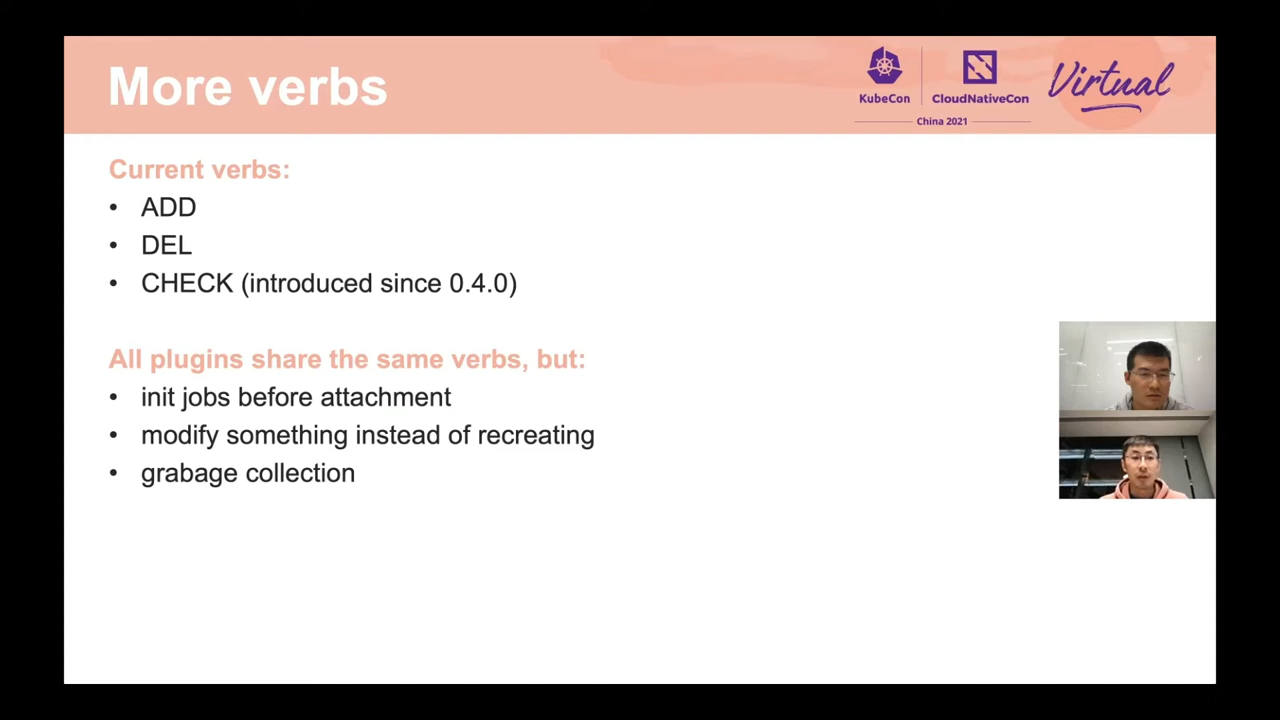 More verbs
KubeCon
CloudNativeCon
China 2021
Virtual
Current verbs:
• ADD
• DEL
• CHECK (introduced since 0.4.0)
All plugins share the same verbs, but:
• init jobs before attachment
• modify something instead of recreating
• grabage collection